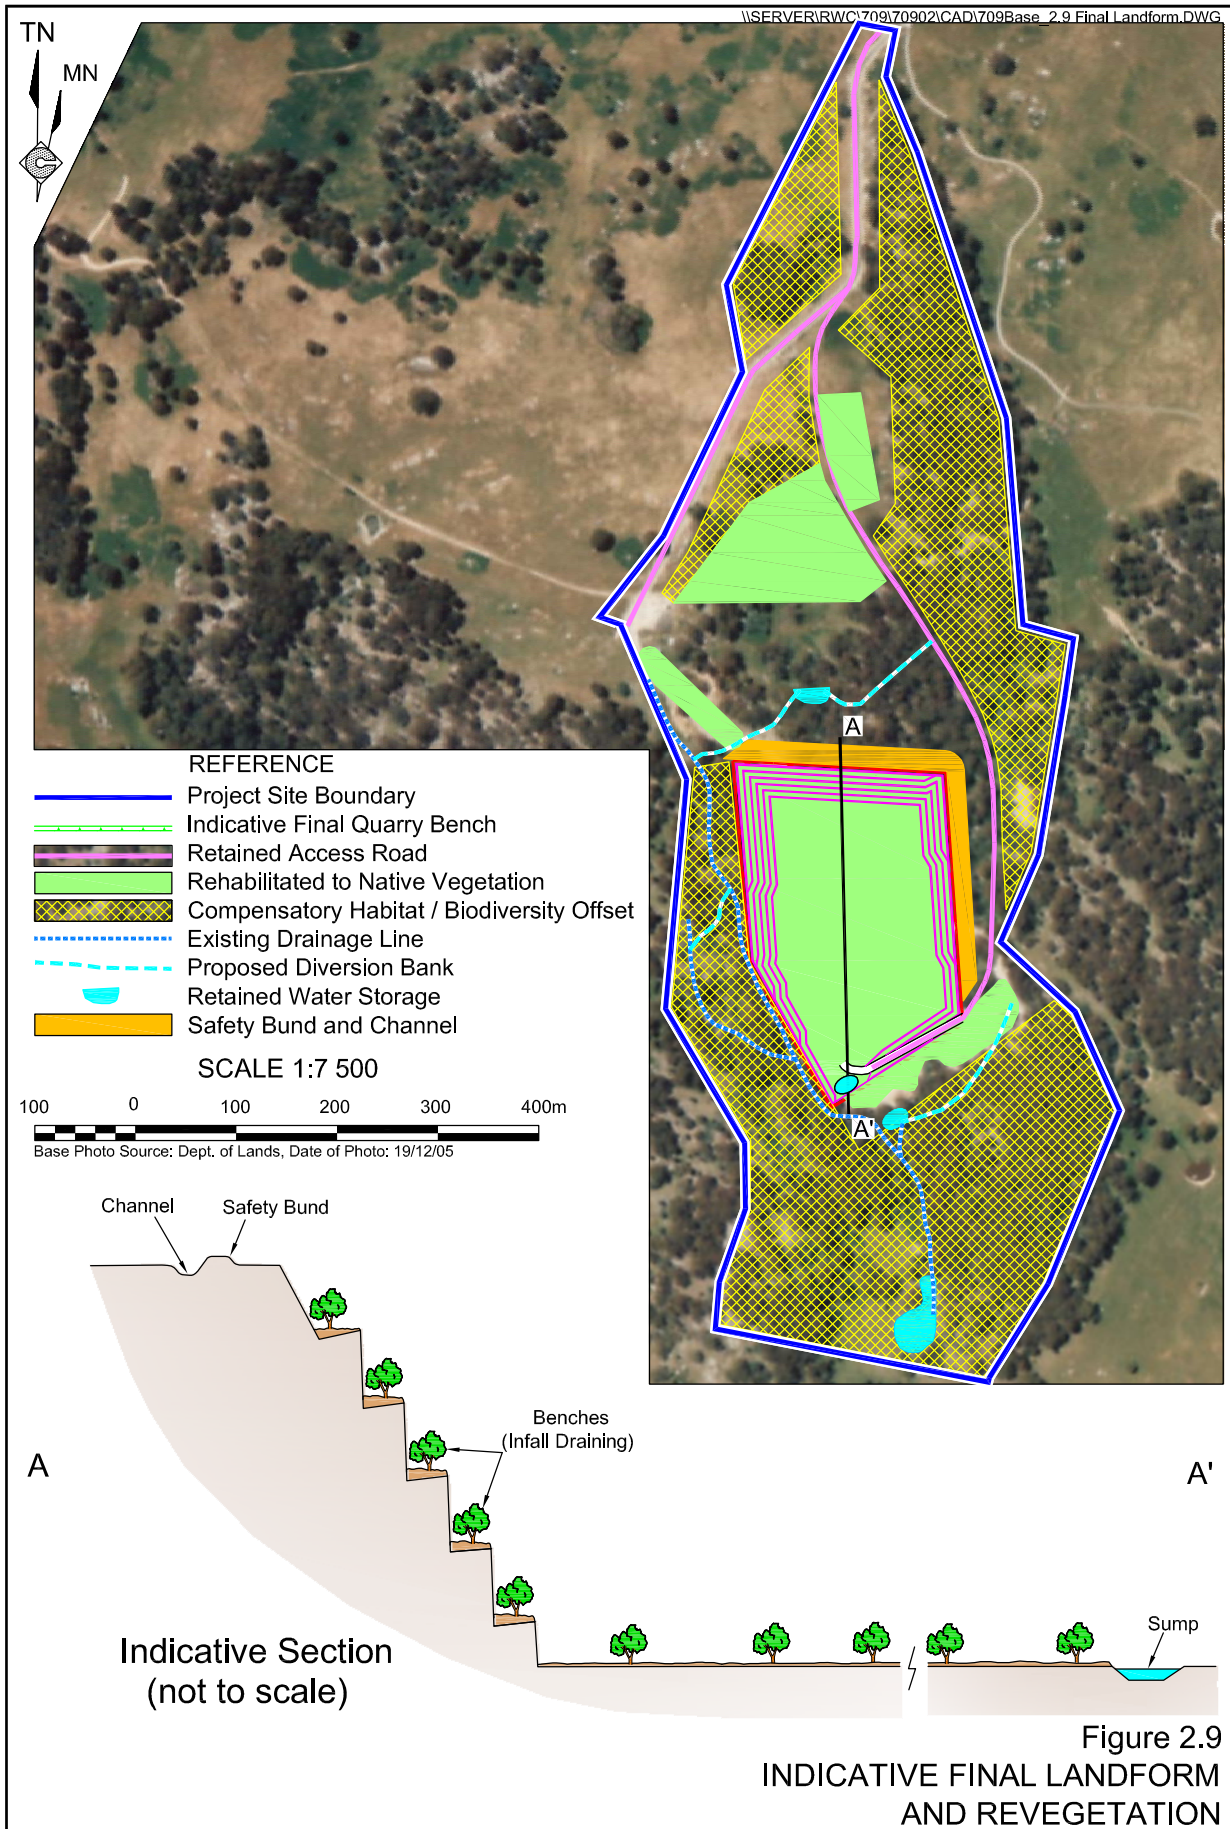 \\SERVER\RWC\709\70902\CAD\709Base_2.9 Final Landform.DWG
TN
MN
A
A'
REFERENCE
Project Site Boundary
Indicative Final Quarry Bench
Retained Access Road
Rehabilitated to Native Vegetation
Compensatory Habitat / Biodiversity Offset
Existing Drainage Line
Proposed Diversion Bank
Retained Water Storage
Safety Bund and Channel
SCALE 1:7 500
100 0 100 200 300 400m
Base Photo Source: Dept. of Lands, Date of Photo: 19/12/05
Channel
Safety Bund
Benches
(Infall Draining)
A
A'
Sump
Indicative Section
(not to scale)
Figure 2.9
INDICATIVE FINAL LANDFORM
AND REVEGETATION